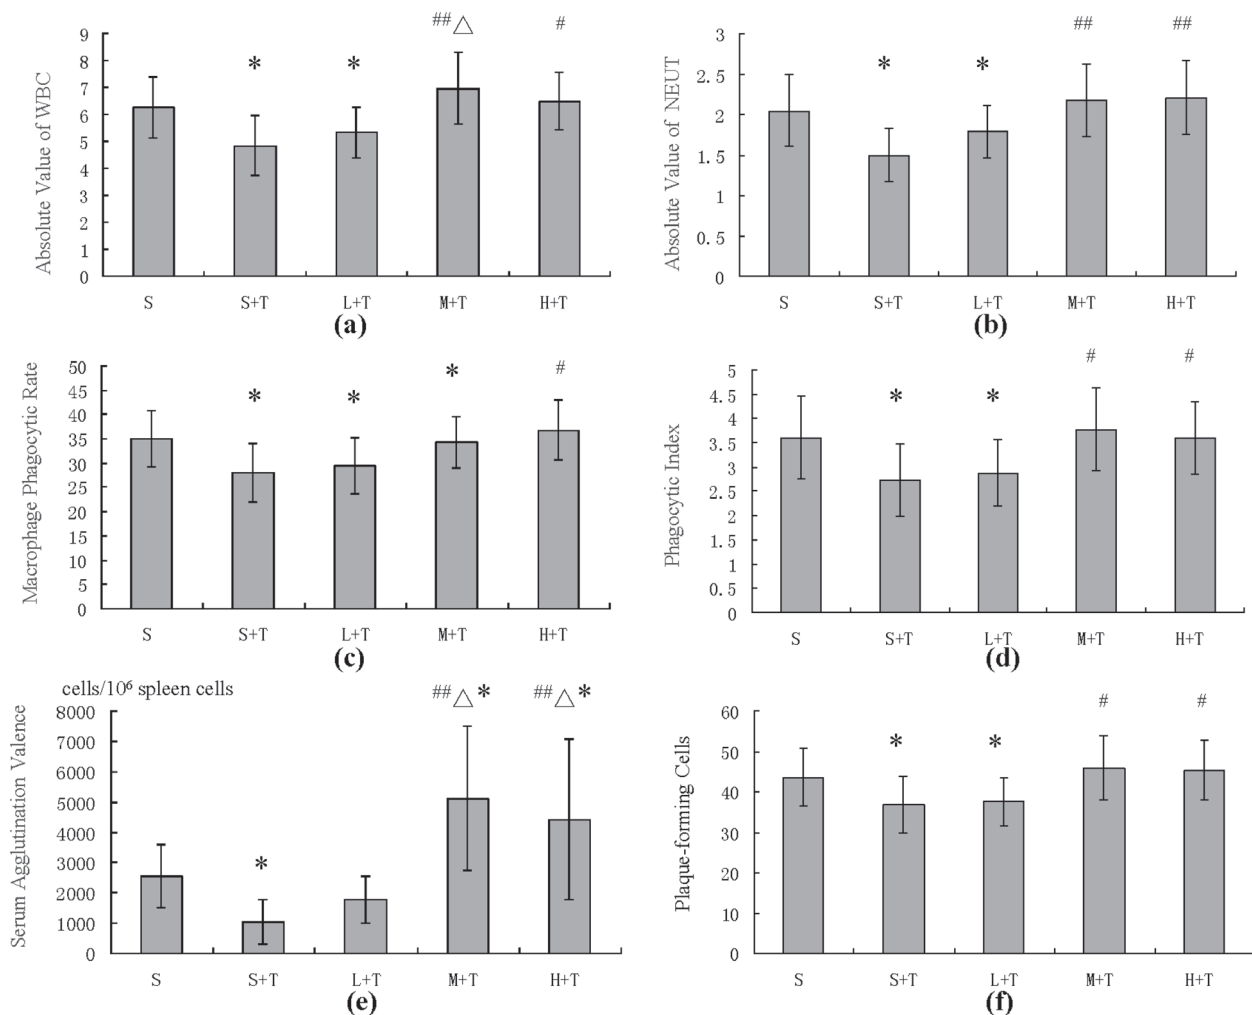 ## △ #
9
8
7
6
5
4
3
2
1
0
Absolute Value of WBC
* *
S S+T L+T M+T H+T
(a)
## ##
3
2.5
2
1.5
1
0.5
0
Absolute Value of NEUT
* *
S S+T L+T M+T H+T
(b)
#
50
45
40
35
30
25
20
15
10
5
0
Macrophage Phagocytic Rate
* * *
S S+T L+T M+T H+T
(c)
# #
5
4.5
4
3.5
3
2.5
2
1.5
1
0.5
0
Phagocytic Index
* *
S S+T L+T M+T H+T
(d)
cells/10⁶ spleen cells
## △ * ## △ *
8000
7000
6000
5000
4000
3000
2000
1000
0
Serum Agglutination Valence
*
S S+T L+T M+T H+T
(e)
# #
60
50
40
30
20
10
0
Plaque-forming Cells
* *
S S+T L+T M+T H+T
(f)